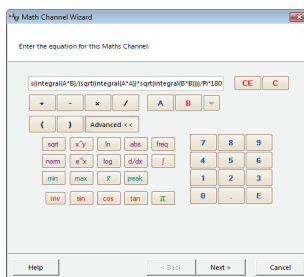 Math Channel Wizard
Enter the equation for this Maths Channel.
s(integral(A*B)/(sqrt(integral(A*A))*sqrt(integral(B*B))))/Pi*180 CE C
+ - × / A B
( ) Advanced <<
sqrt x^y ln abs freq 7 8 9
norm e^x log d/dx ∫ 4 5 6
min max x̄ peak 1 2 3
inv sin cos tan π 0 . E
Help < Back Next > Cancel